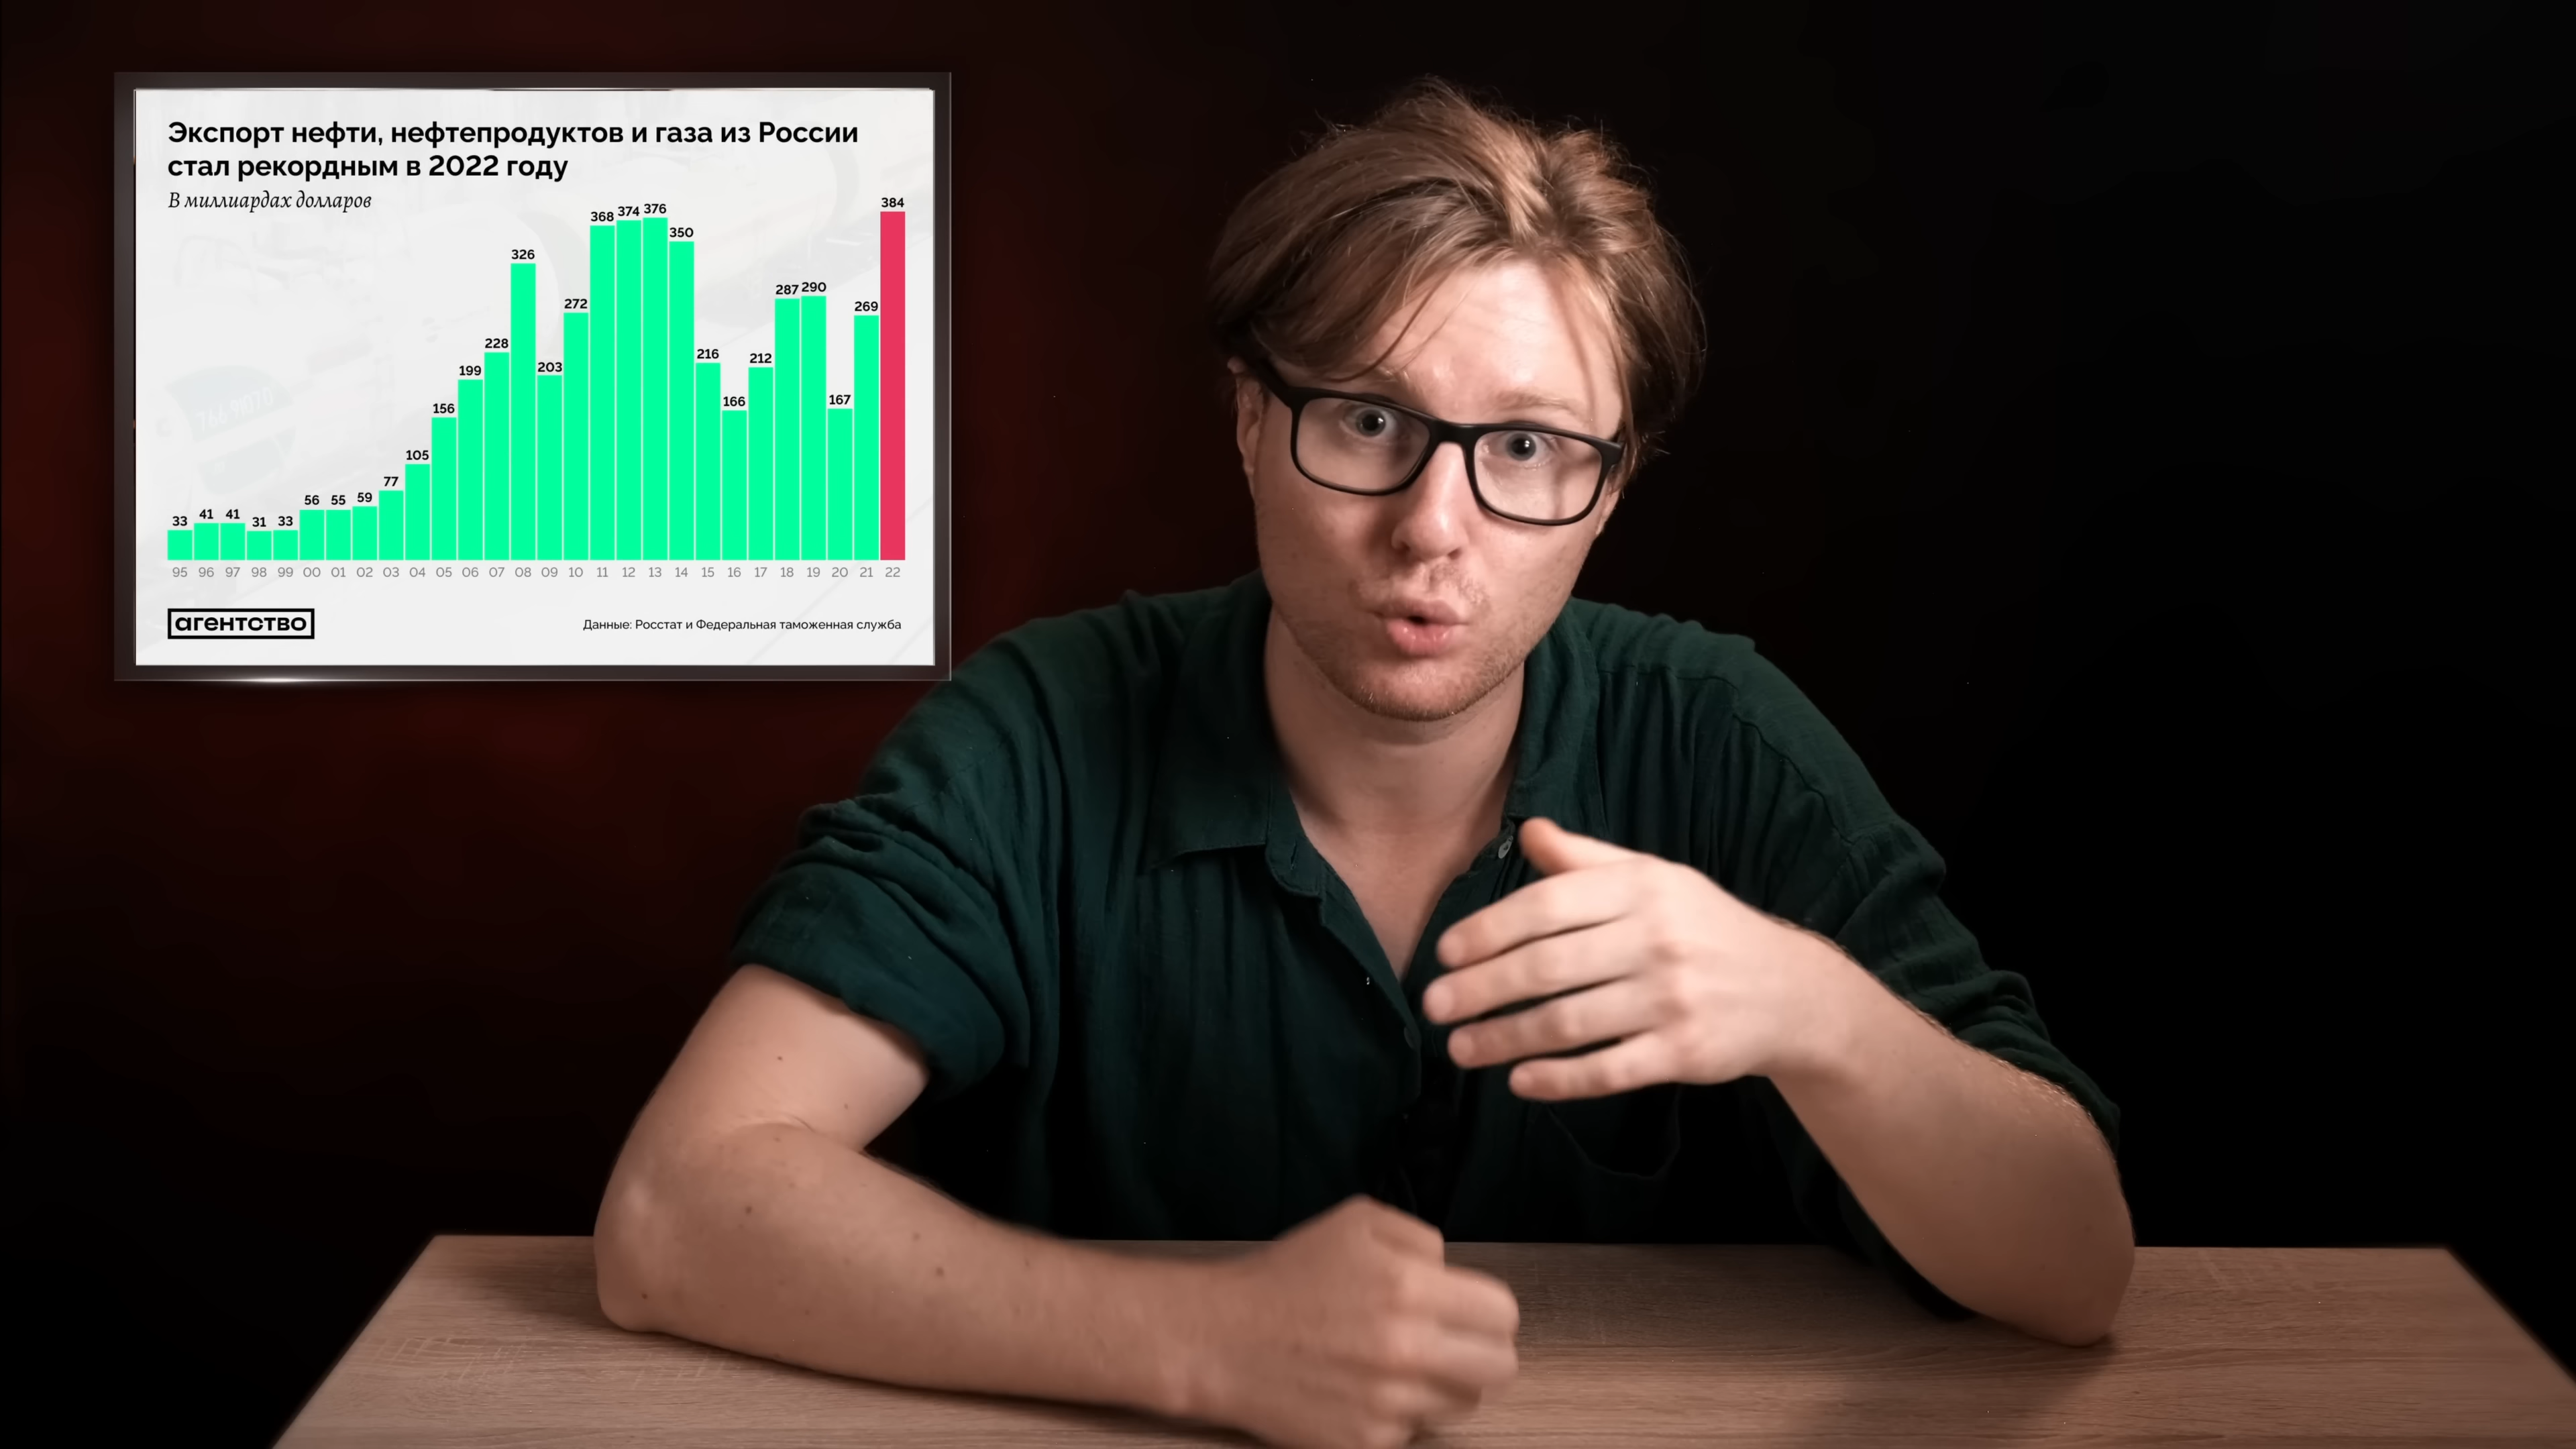 Экспорт нефти, нефтепродуктов и газа из России
стал рекордным в 2022 году
В миллиардах долларов
33 41 41 31 33 56 55 59 77 105 156 199 228 326 203 272 368 374 376 350 216 166 212 287 290 167 269 384
95 96 97 98 99 00 01 02 03 04 05 06 07 08 09 10 11 12 13 14 15 16 17 18 19 20 21 22
агентство
Данные: Росстат и Федеральная таможенная служба